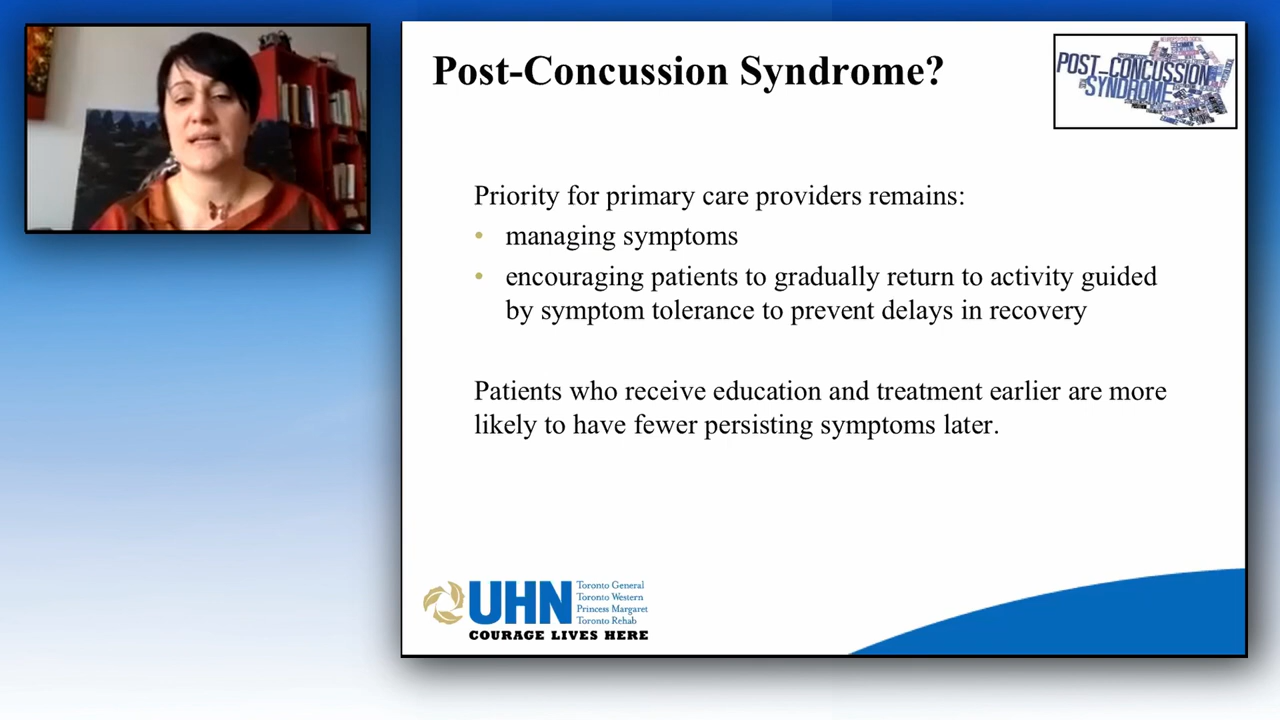 Post-Concussion Syndrome?
POST-CONCUSSION
SYNDROME
Priority for primary care providers remains:
• managing symptoms
• encouraging patients to gradually return to activity guided
by symptom tolerance to prevent delays in recovery
Patients who receive education and treatment earlier are more
likely to have fewer persisting symptoms later.
UHN
Toronto General
Toronto Western
Princess Margaret
Toronto Rehab
COURAGE LIVES HERE